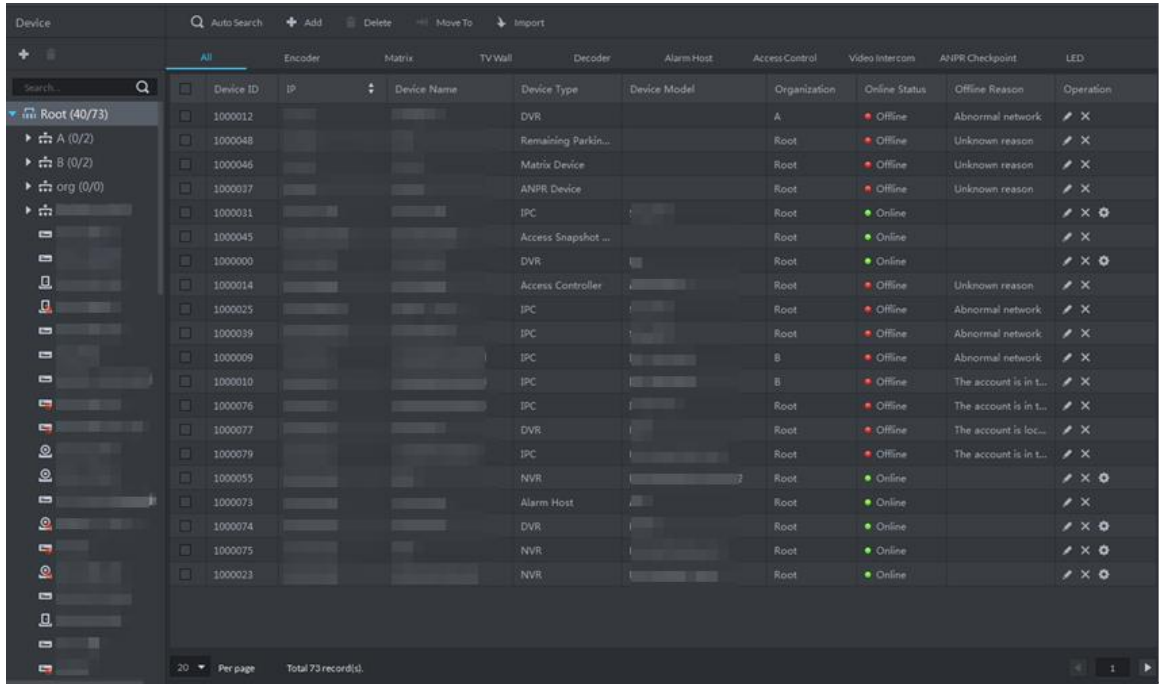 Device
Auto Search Add Delete Move To Import
All Encoder Matrix TV Wall Decoder Alarm Host Access Control Video Intercom ANPR Checkpoint LED
Search...
Device ID IP Device Name Device Type Device Model Organization Online Status Offline Reason Operation
Root (40/73)
A (0/2)
B (0/2)
org (0/0)
1000012 DVR A Offline Abnormal network
1000048 Remaining Parkin... Root Offline Unknown reason
1000046 Matrix Device Root Offline Unknown reason
1000037 ANPR Device Root Offline Unknown reason
1000031 IPC Root Online
1000045 Access Snapshot ... Root Online
1000000 DVR Root Online
1000014 Access Controller Root Offline Unknown reason
1000025 IPC Root Offline Abnormal network
1000039 IPC Root Offline Abnormal network
1000009 IPC B Offline Abnormal network
1000010 IPC B Offline The account is in t...
1000076 IPC Root Offline The account is in t...
1000077 DVR Root Offline The account is loc...
1000079 IPC Root Offline The account is in t...
1000055 NVR Root Online
1000073 Alarm Host Root Online
1000074 DVR Root Online
1000075 NVR Root Online
1000023 NVR Root Online
20 Per page Total 73 record(s). 1